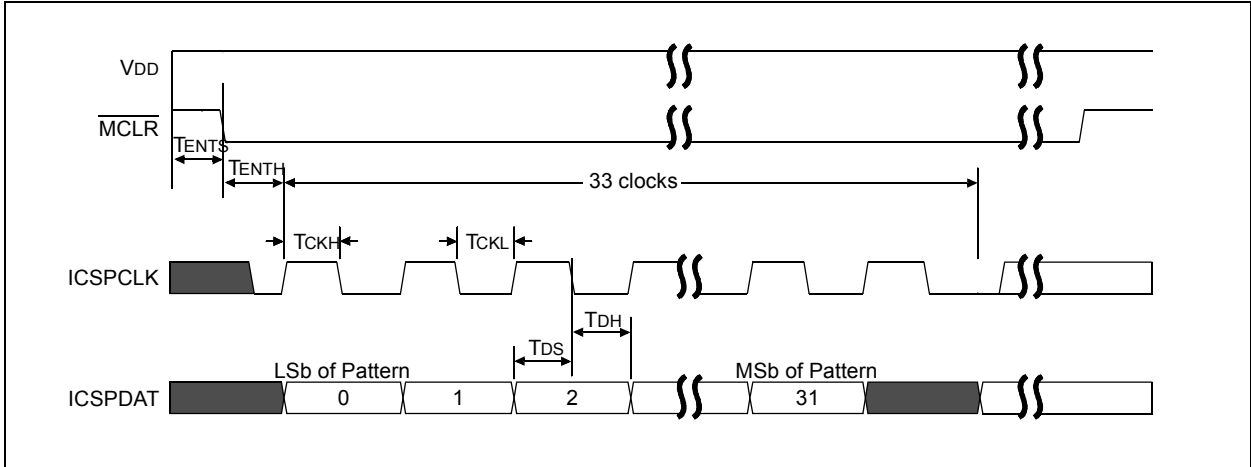 VDD
MCLR
TENTS
TENTH
33 clocks
TCKH
TCKL
ICSPCLK
TDH
TDS
LSb of Pattern
MSb of Pattern
ICSPDAT
0
1
2
31